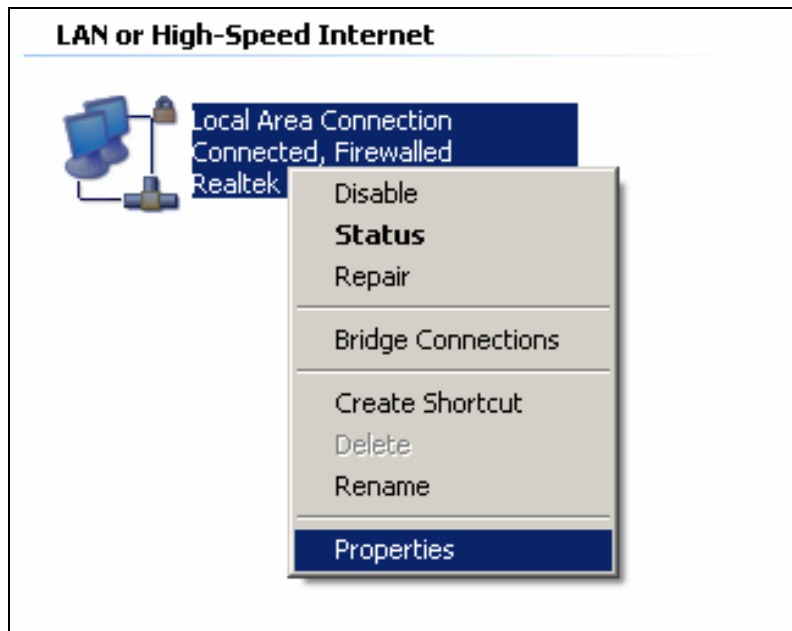 LAN or High-Speed Internet
Local Area Connection
Connected, Firewalled
Realtek
Disable
Status
Repair
Bridge Connections
Create Shortcut
Delete
Rename
Properties